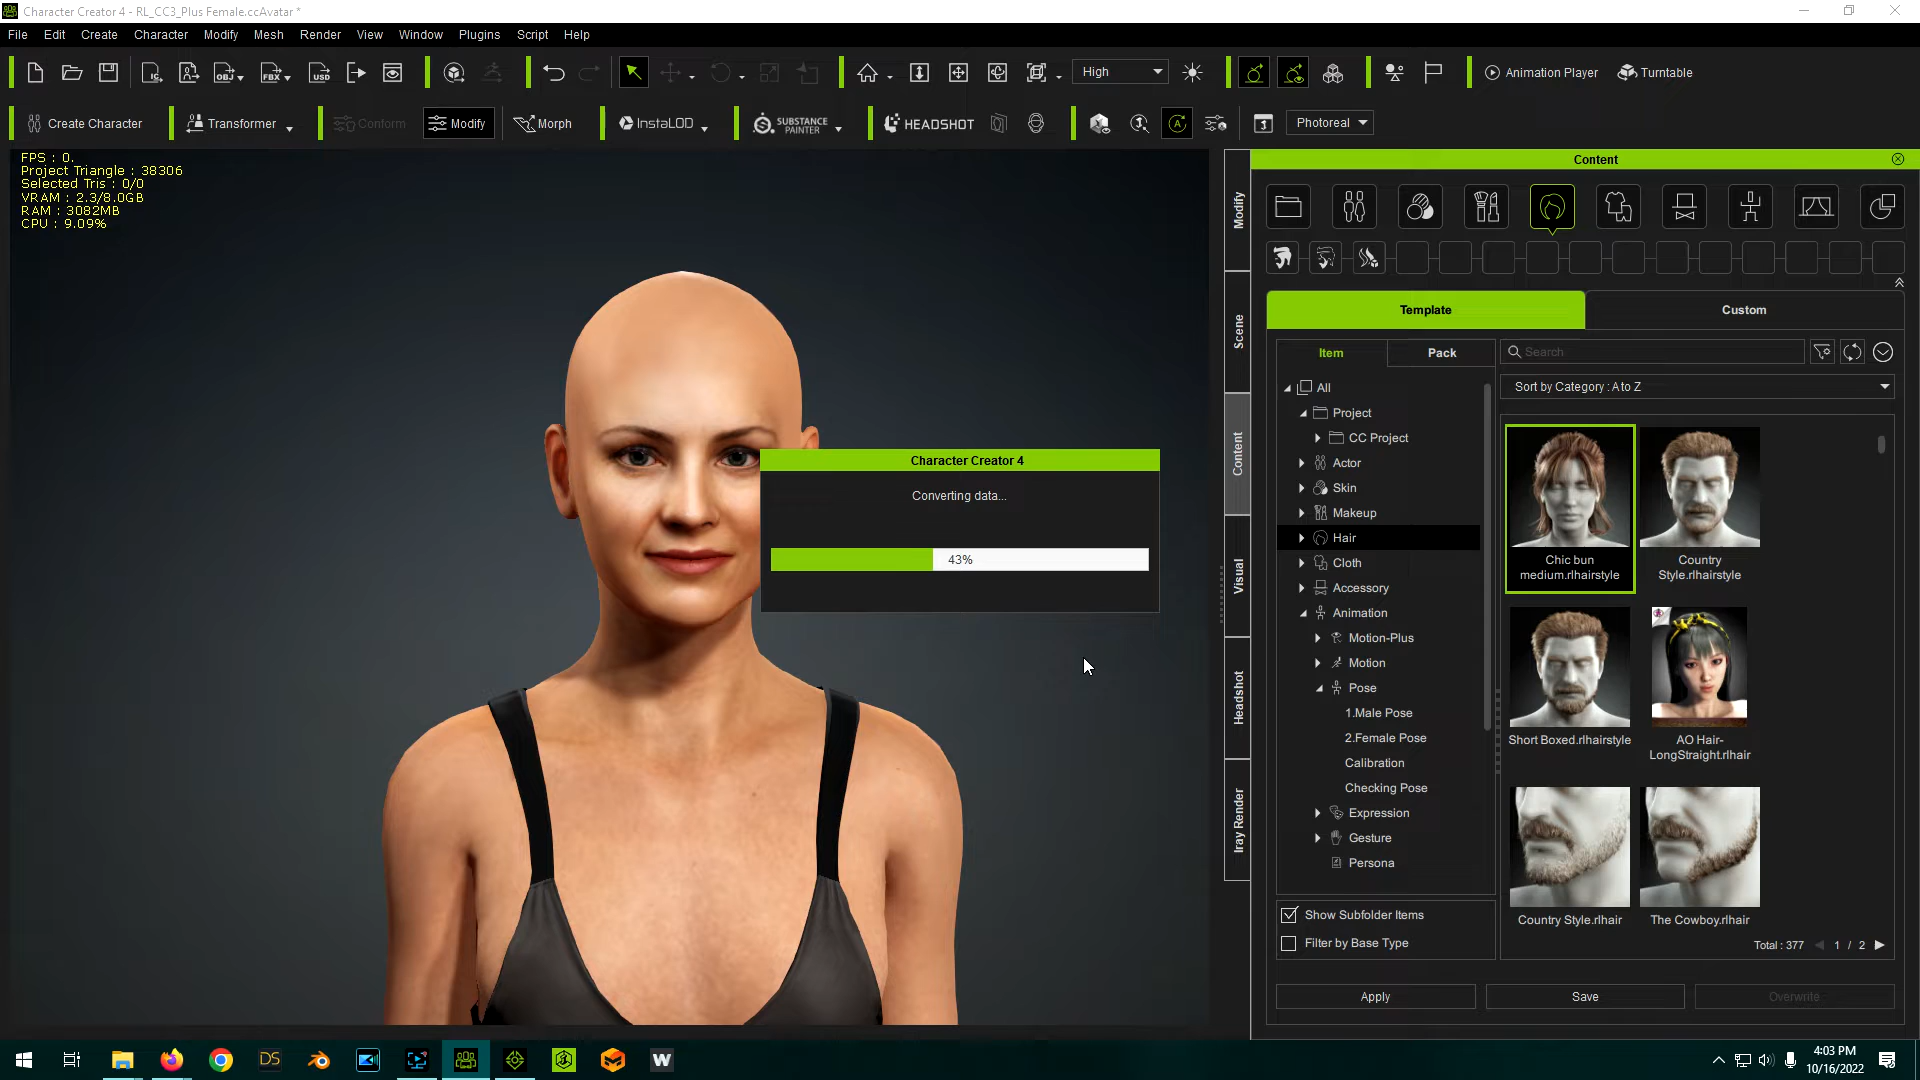 Character Creator 4 - RL_CC3_Plus Female.ccAvatar *
File Edit Create Character Modify Mesh Render View Window Plugins Script Help
High
Animation Player
Turntable
Create Character
Transformer
Conform
Modify
Morph
InstaLOD
SUBSTANCE
PAINTER
HEADSHOT
Photoreal
FPS : 0.
Project Triangle : 38306
Selected Tris : 0/0
VRAM : 2.3/8.0GB
RAM : 3082MB
CPU : 9.09%
Modify
Scene
Content
Visual
Headshot
Iray Render
Content
Template
Custom
Item
Pack
Search
Sort by Category : A to Z
All
Project
CC Project
Actor
Skin
Makeup
Hair
Cloth
Accessory
Animation
Motion-Plus
Motion
Pose
1.Male Pose
2.Female Pose
Calibration
Checking Pose
Expression
Gesture
Persona
Show Subfolder Items
Filter by Base Type
Chic bun
medium.rlhairstyle
Country
Style.rlhairstyle
Short Boxed.rlhairstyle
AO Hair-
LongStraight.rlhair
Country Style.rlhair
The Cowboy.rlhair
Total : 377
1 / 2
Apply
Save
Overwrite
Character Creator 4
Converting data...
43%
DS
W
4:03 PM
10/16/2022